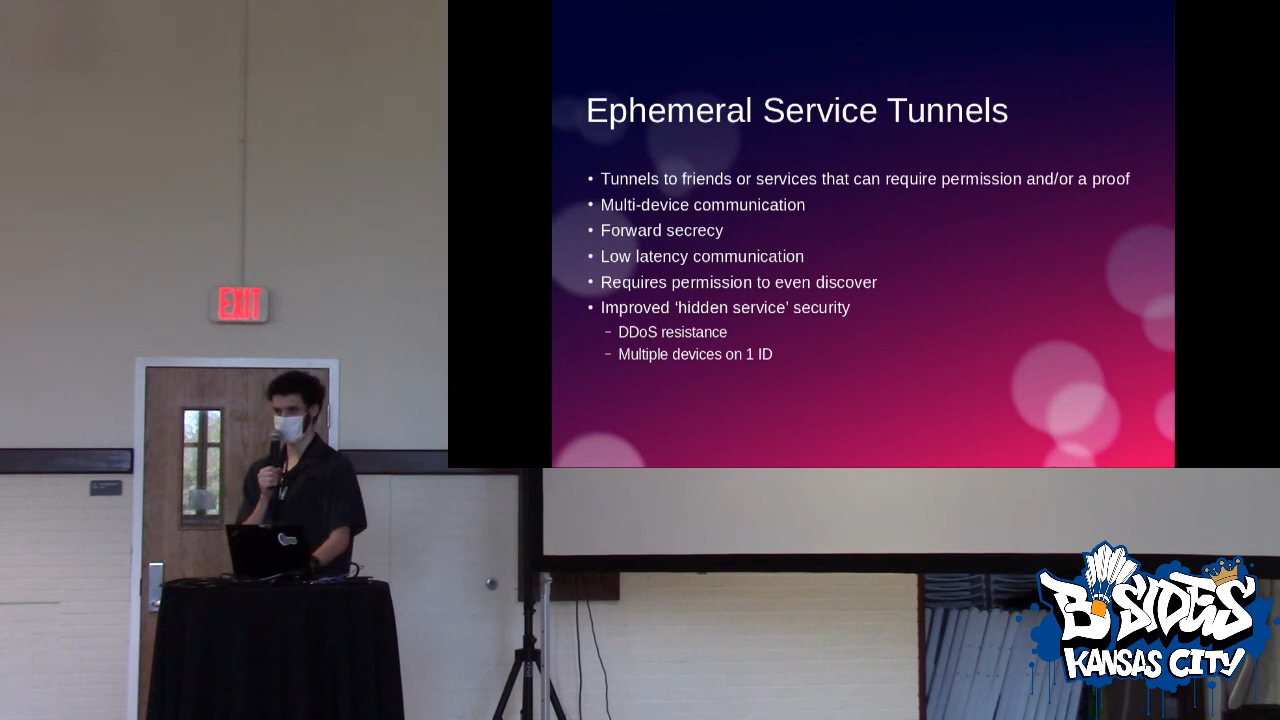 Ephemeral Service Tunnels
• Tunnels to friends or services that can require permission and/or a proof
• Multi-device communication
• Forward secrecy
• Low latency communication
• Requires permission to even discover
• Improved ‘hidden service’ security
– DDoS resistance
– Multiple devices on 1 ID
EXIT
B·SIDES
KANSAS CITY